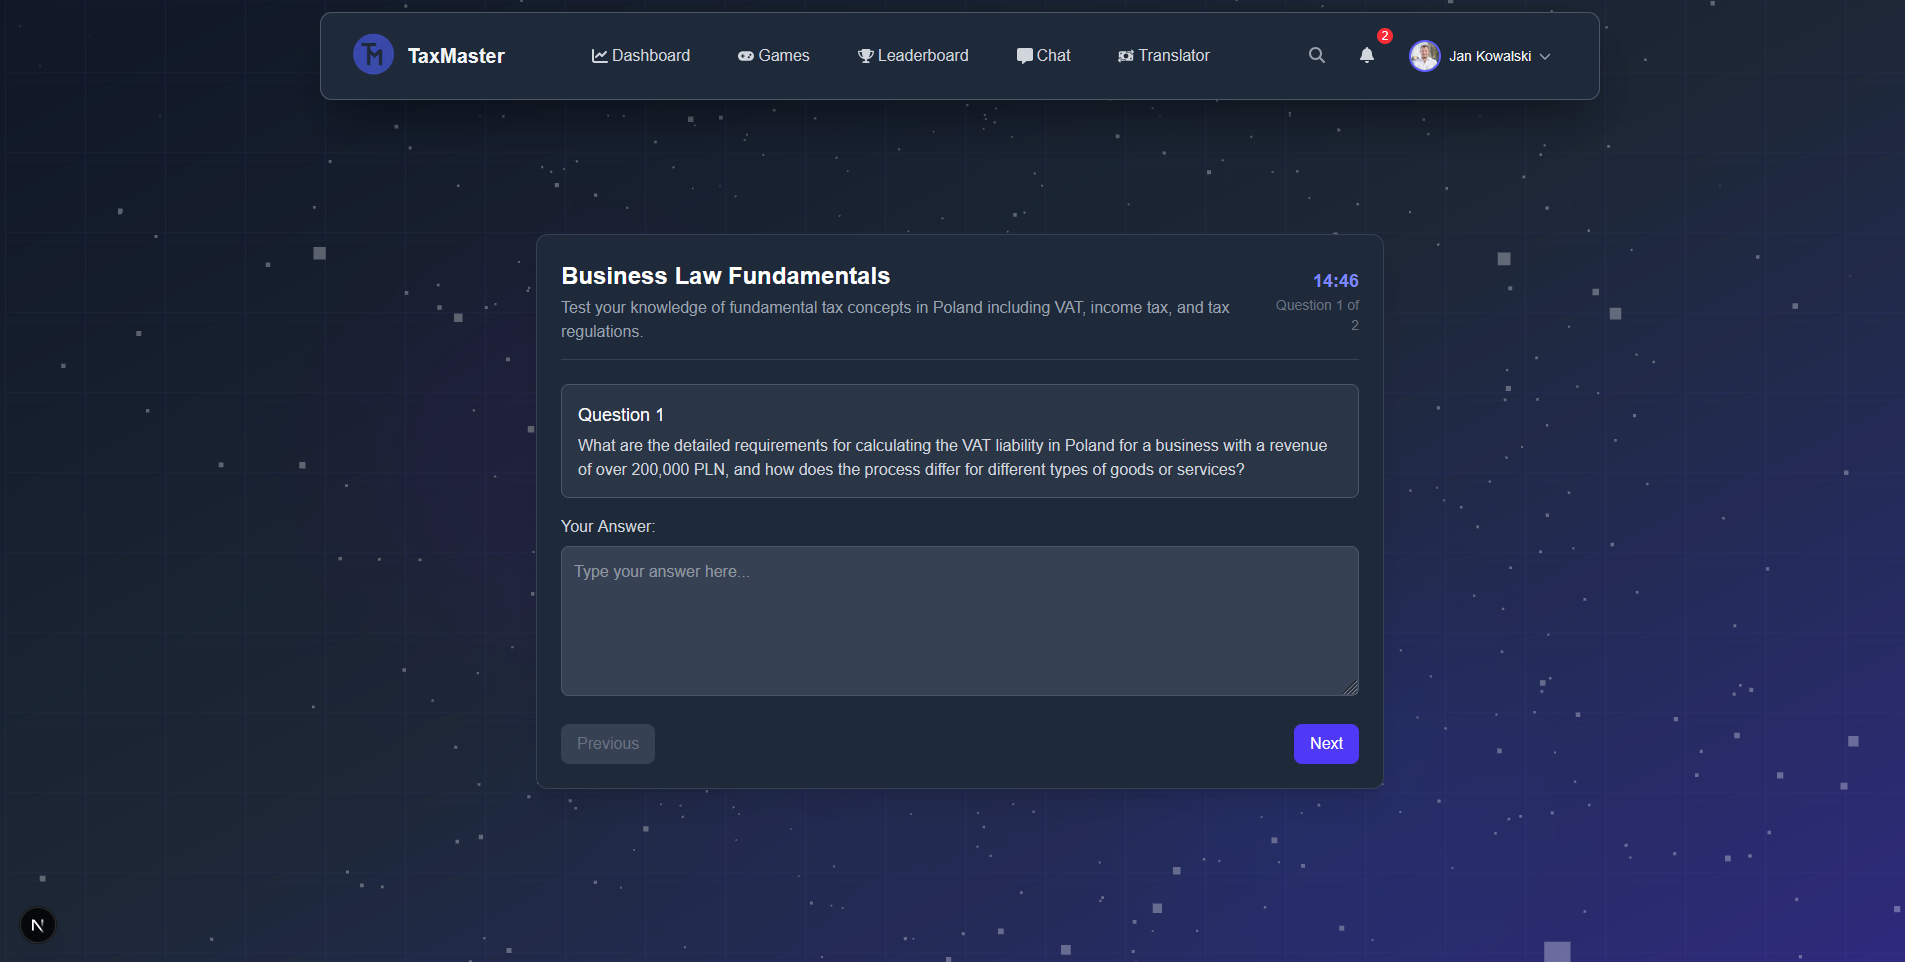 TM TaxMaster Dashboard Games Leaderboard Chat Translator 2 Jan Kowalski
Business Law Fundamentals
14:46
Test your knowledge of fundamental tax concepts in Poland including VAT, income tax, and tax
regulations.
Question 1 of
2
Question 1
What are the detailed requirements for calculating the VAT liability in Poland for a business with a revenue
of over 200,000 PLN, and how does the process differ for different types of goods or services?
Your Answer:
Type your answer here...
Previous
Next
N